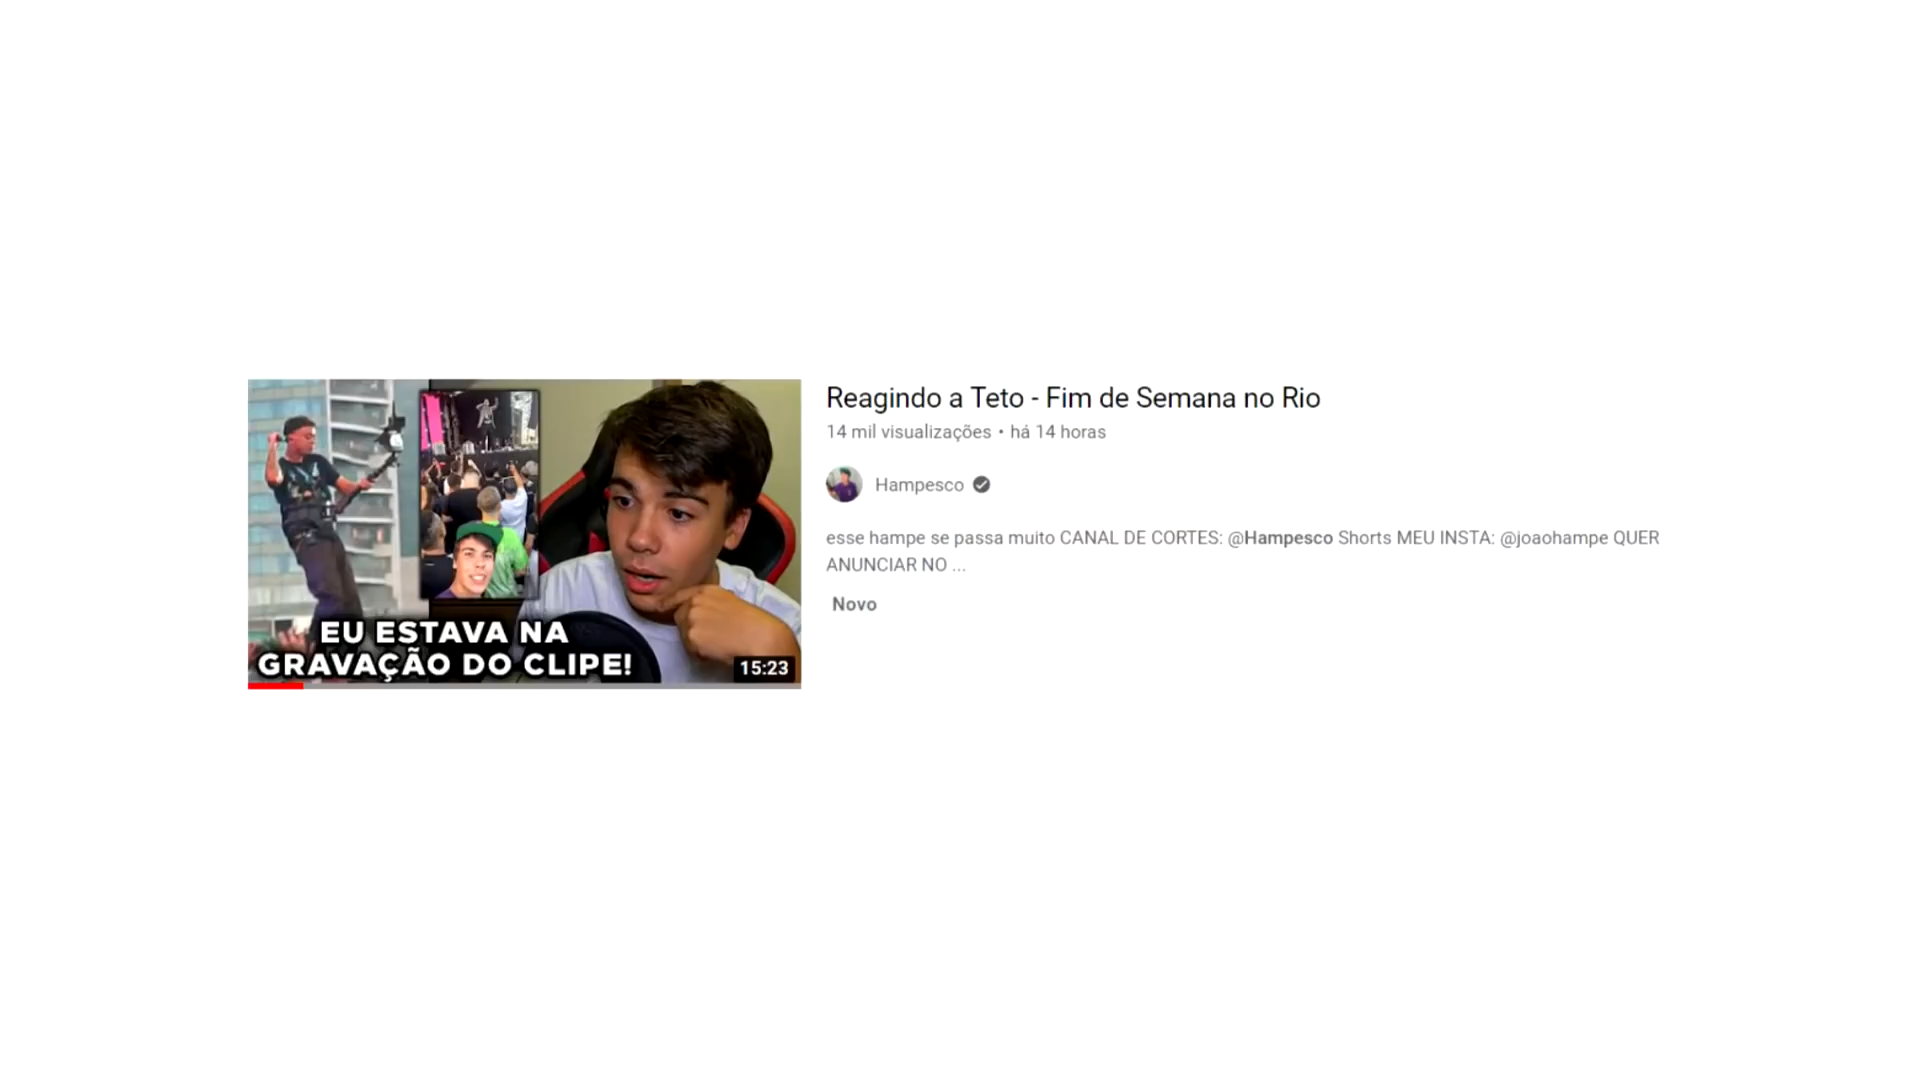 EU ESTAVA NA
GRAVAÇÃO DO CLIPE!
15:23
Reagindo a Teto - Fim de Semana no Rio
14 mil visualizações • há 14 horas
Hampesco
esse hampe se passa muito CANAL DE CORTES: @Hampesco Shorts MEU INSTA: @joaohampe QUER
ANUNCIAR NO ...
Novo